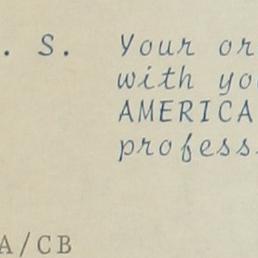 . S. Your or
with yo
AMERICA
profess
A/CB